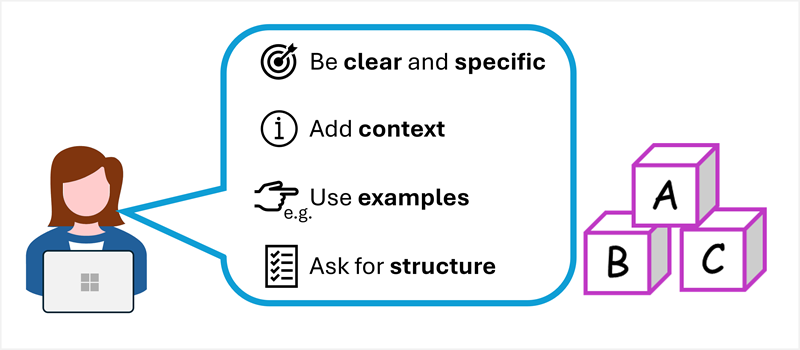 Be clear and specific
Add context
e.g.
Use examples
Ask for structure
A
B
C